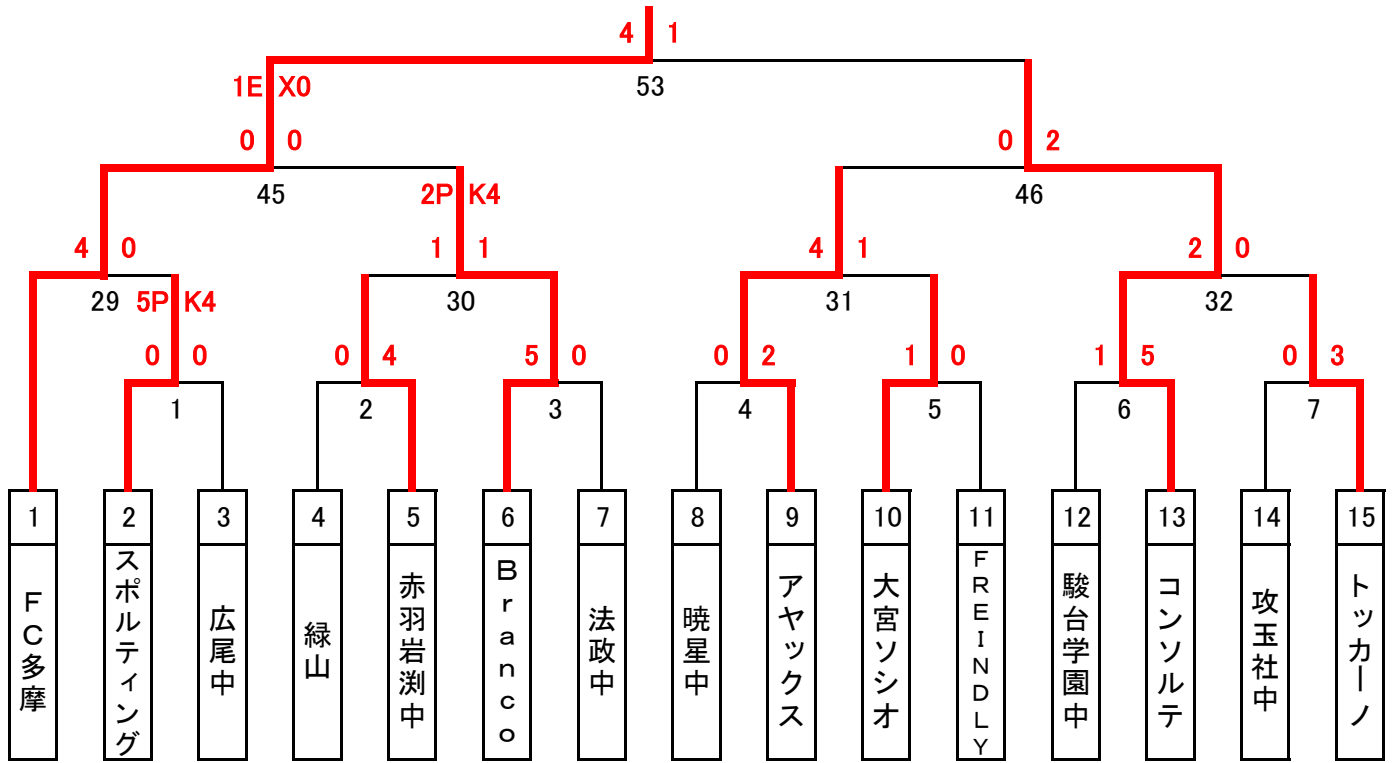 4 1
53
1E X0
0 0
0 2
45
2P K4
46
4 0
1 1
4 1
2 0
29
5P K4
30
31
32
0 0
0 4
5 0
0 2
1 0
1 5
0 3
1
2
3
4
5
6
7
1 2 3 4 5 6 7 8 9 10 11 12 13 14 15
FC多摩
スポルティング
広尾中
緑山
赤羽岩渕中
Branco
法政中
暁星中
アヤックス
大宮ソシオ
FREINDLY
駿台学園中
コンソルテ
攻玉社中
トッカーノ